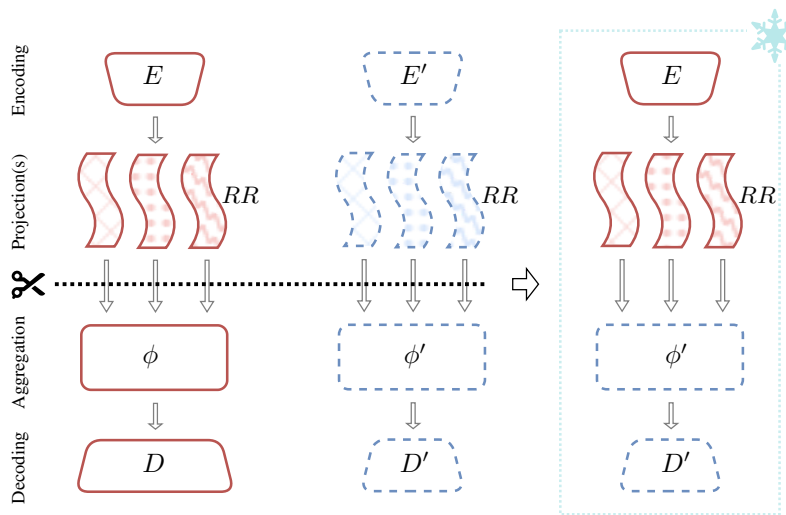 Encoding
E
E′
E
Projection(s)
RR
RR
RR
Aggregation
ϕ
ϕ′
ϕ′
Decoding
D
D′
D′